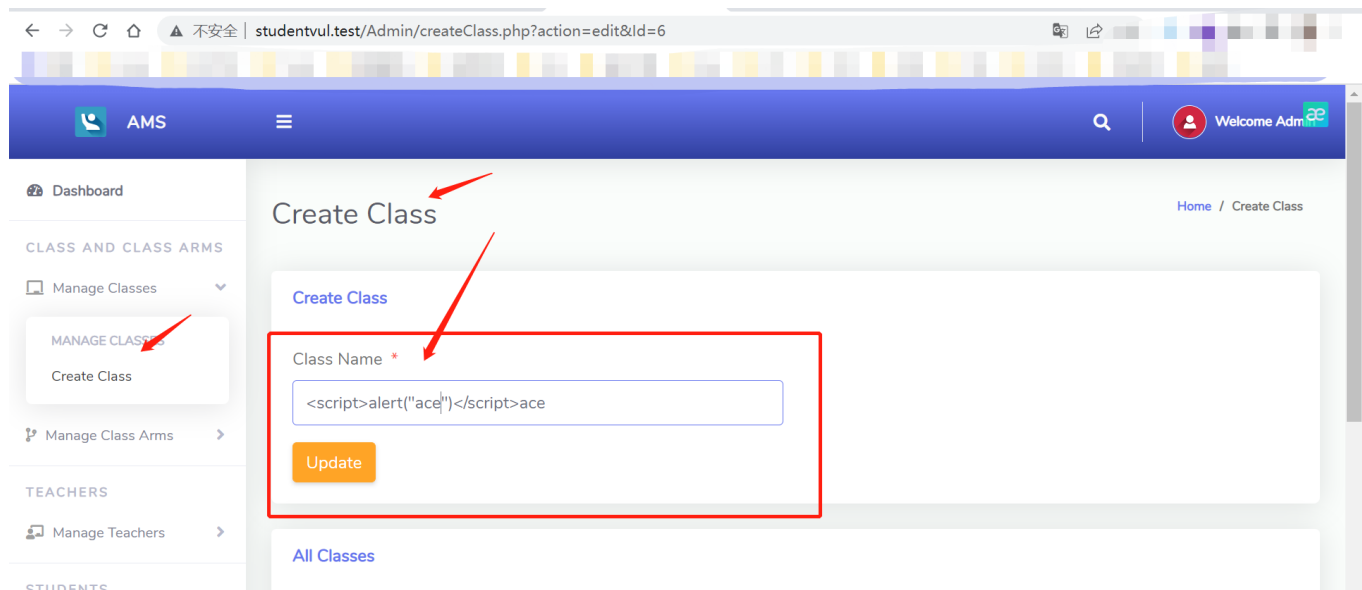 不安全 studentvul.test/Admin/createClass.php?action=edit&Id=6
AMS
Welcome Adm
Dashboard
Create Class
Home / Create Class
CLASS AND CLASS ARMS
Manage Classes
MANAGE CLASSES
Create Class
Manage Class Arms
TEACHERS
Manage Teachers
STUDENTS
Create Class
Class Name *
<script>alert("ace")</script>ace
Update
All Classes